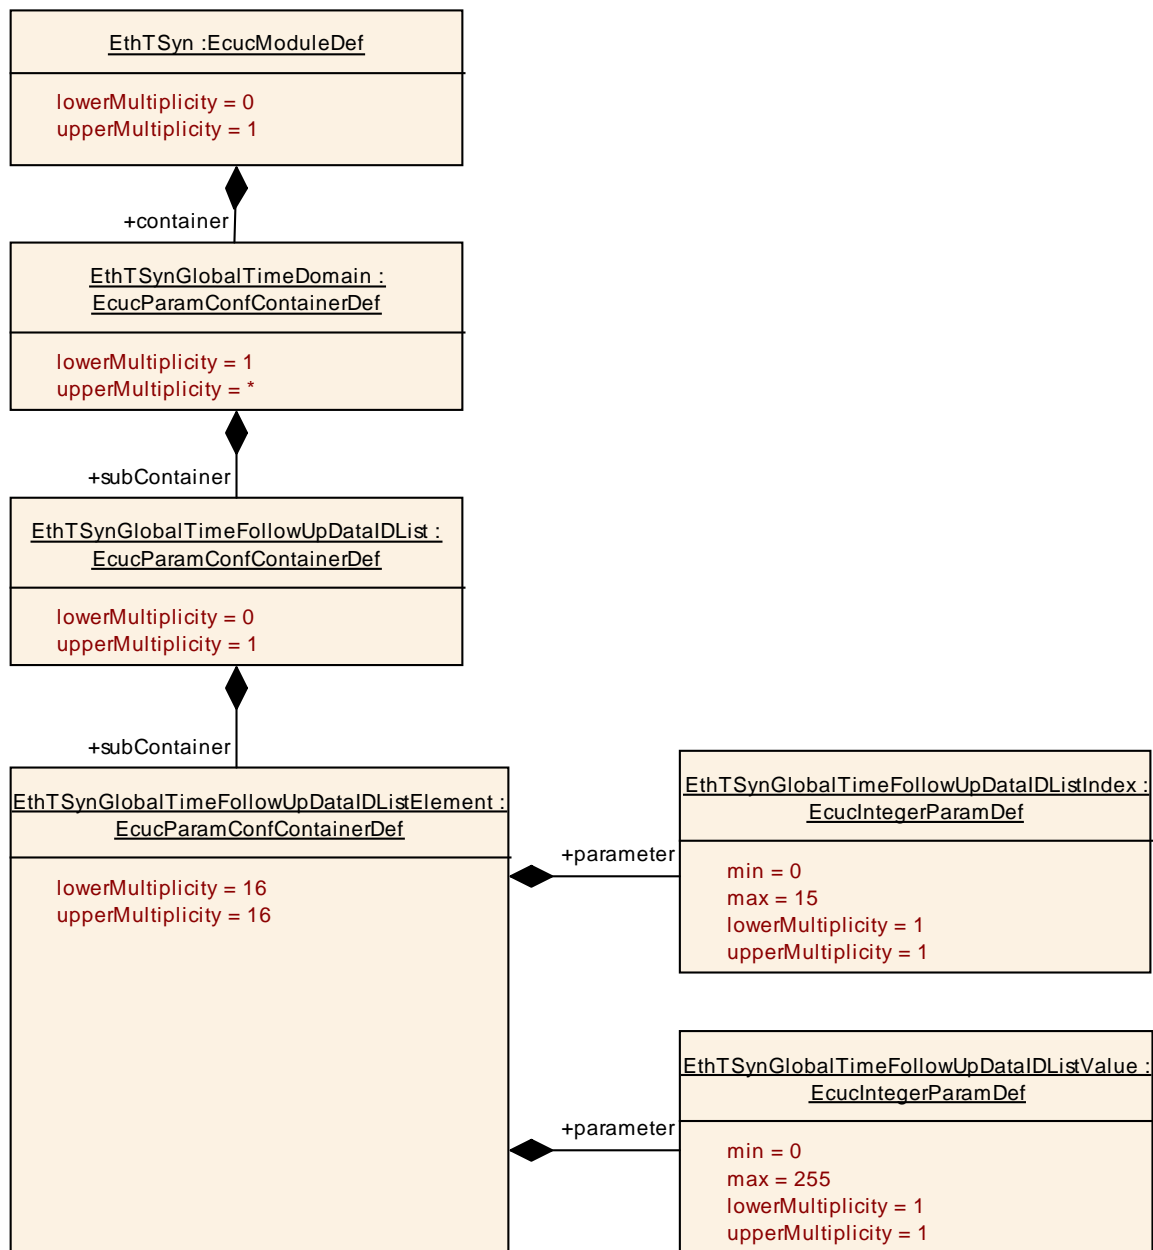 EthTSyn :EcucModuleDef
lowerMultiplicity = 0
upperMultiplicity = 1
+container
EthTSynGlobalTimeDomain :
EcucParamConfContainerDef
lowerMultiplicity = 1
upperMultiplicity = *
+subContainer
EthTSynGlobalTimeFollowUpDataIDList :
EcucParamConfContainerDef
lowerMultiplicity = 0
upperMultiplicity = 1
+subContainer
EthTSynGlobalTimeFollowUpDataIDListElement :
EcucParamConfContainerDef
lowerMultiplicity = 16
upperMultiplicity = 16
+parameter
EthTSynGlobalTimeFollowUpDataIDListIndex :
EcucIntegerParamDef
min = 0
max = 15
lowerMultiplicity = 1
upperMultiplicity = 1
+parameter
EthTSynGlobalTimeFollowUpDataIDListValue :
EcucIntegerParamDef
min = 0
max = 255
lowerMultiplicity = 1
upperMultiplicity = 1